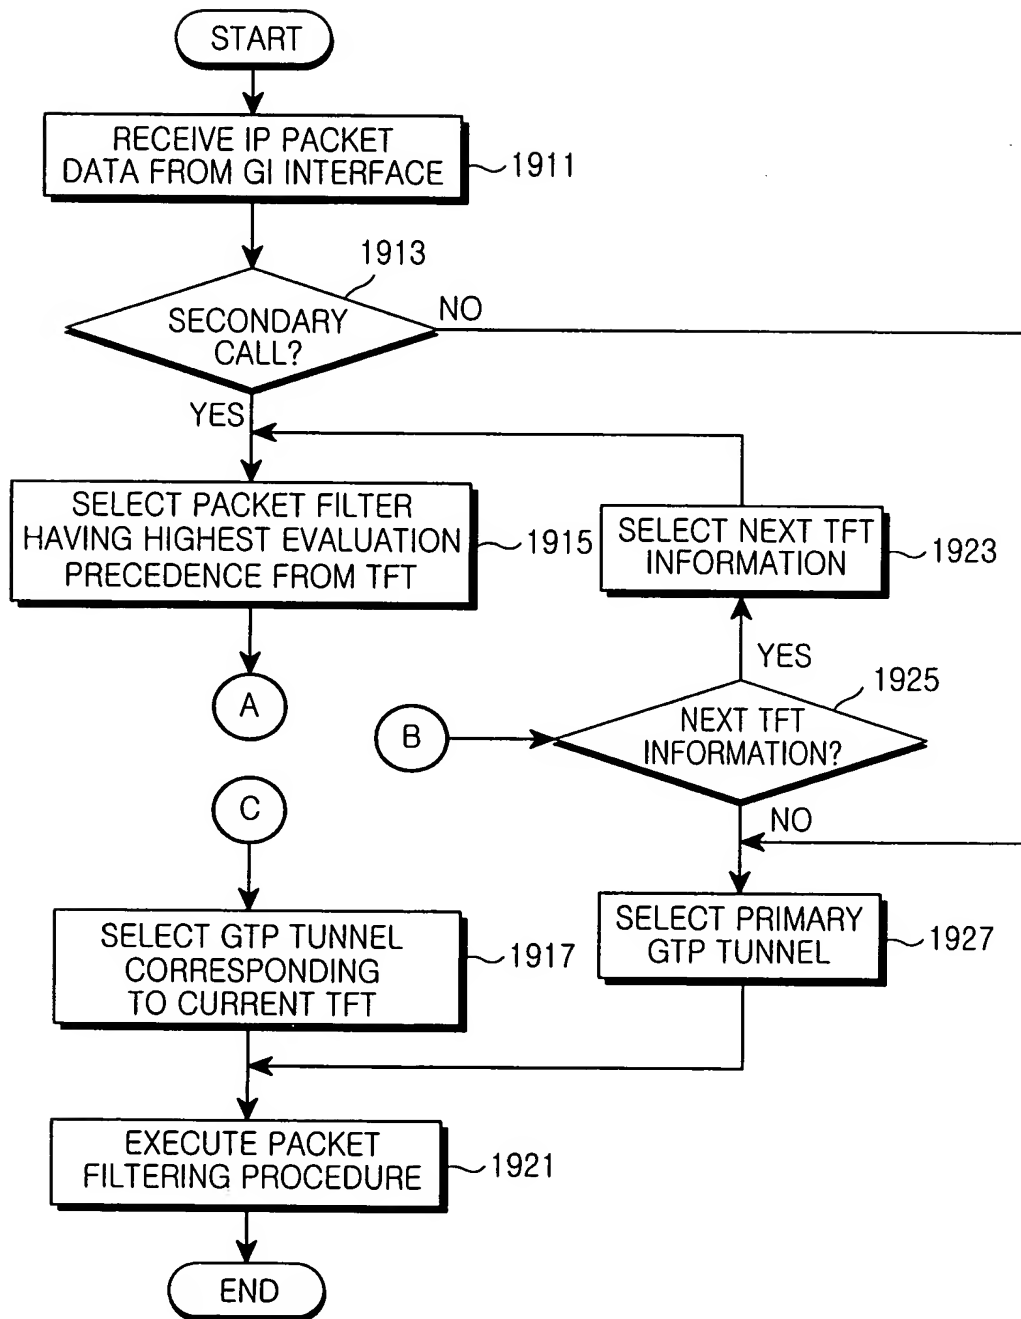 START
RECEIVE IP PACKET
DATA FROM GI INTERFACE
1911
1913
SECONDARY
CALL?
NO
YES
SELECT PACKET FILTER
HAVING HIGHEST EVALUATION
PRECEDENCE FROM TFT
1915
SELECT NEXT TFT
INFORMATION
1923
YES
A
1925
B
NEXT TFT
INFORMATION?
C
NO
SELECT GTP TUNNEL
CORRESPONDING
TO CURRENT TFT
1917
SELECT PRIMARY
GTP TUNNEL
1927
EXECUTE PACKET
FILTERING PROCEDURE
1921
END